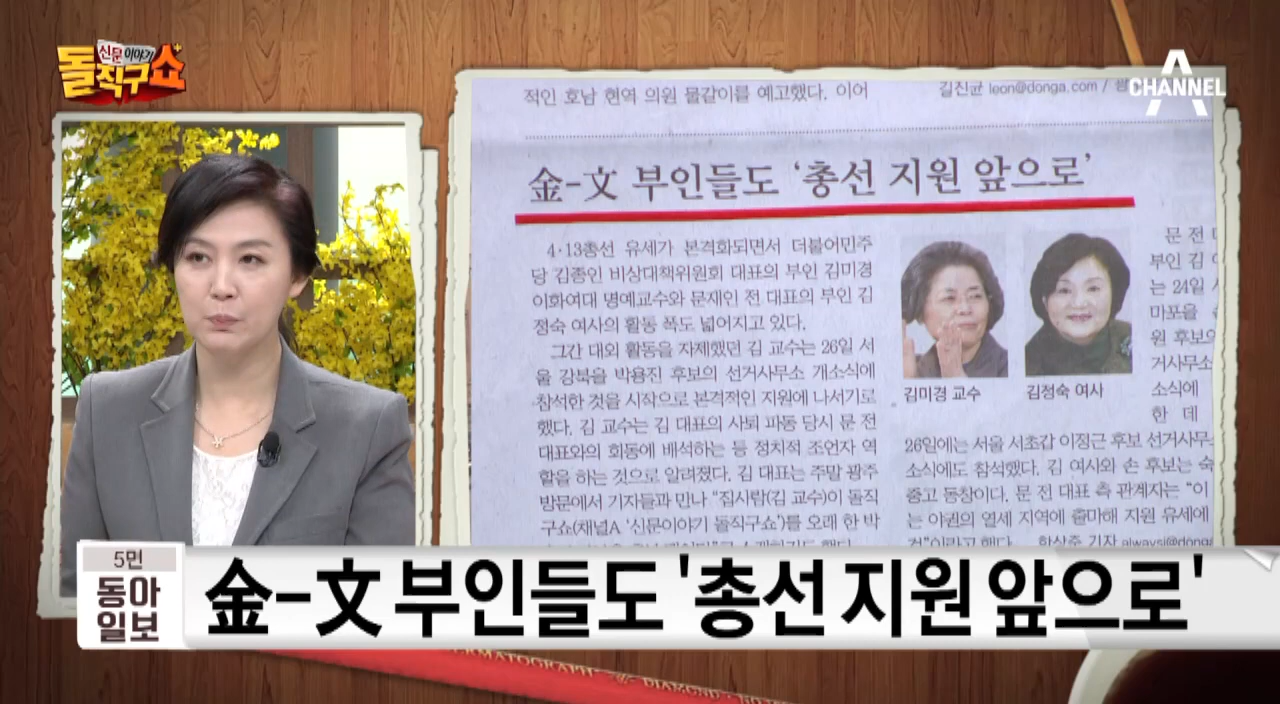 신문이야기
돌직구쇼+
CHANNEL A
적인 호남 현역 의원 물갈이를 예고했다. 이어
길진균 leon@donga.com /
金-文 부인들도 ‘총선 지원 앞으로’
4·13총선 유세가 본격화되면서 더불어민주
당 김종인 비상대책위원회 대표의 부인 김미경
이화여대 명예교수와 문재인 전 대표의 부인 김
정숙 여사의 활동 폭도 넓어지고 있다.
그간 대외 활동을 자제했던 김 교수는 26일 서
울 강북을 박용진 후보의 선거사무소 개소식에
참석한 것을 시작으로 본격적인 지원에 나서기로
했다. 김 교수는 김 대표의 사퇴 파동 당시 문 전
대표와의 회동에 배석하는 등 정치적 조언자 역
할을 하는 것으로 알려졌다. 김 대표는 주말 광주
방문에서 기자들과 만나 “집사람(김 교수)이 돌직
구쇼(채널A ‘신문이야기 돌직구쇼’)를 오래 한 박
김미경 교수
김정숙 여사
문 전
부인 김
는 24일
마포을
원 후보의
거사무소
소식에
한 데
26일에는 서울 서초갑 이정근 후보 선거사무소
소식에도 참석했다. 김 여사와 손 후보는 숙
중고 동창이다. 문 전 대표 측 관계자는 “이
는 야권의 열세 지역에 출마해 지원 유세에
것”이라고 했다. 한상준 기자 alwaysj@donga
5민
동아
일보
金-文 부인들도 '총선 지원 앞으로'
DERMATOGRAPH
DIAMOND